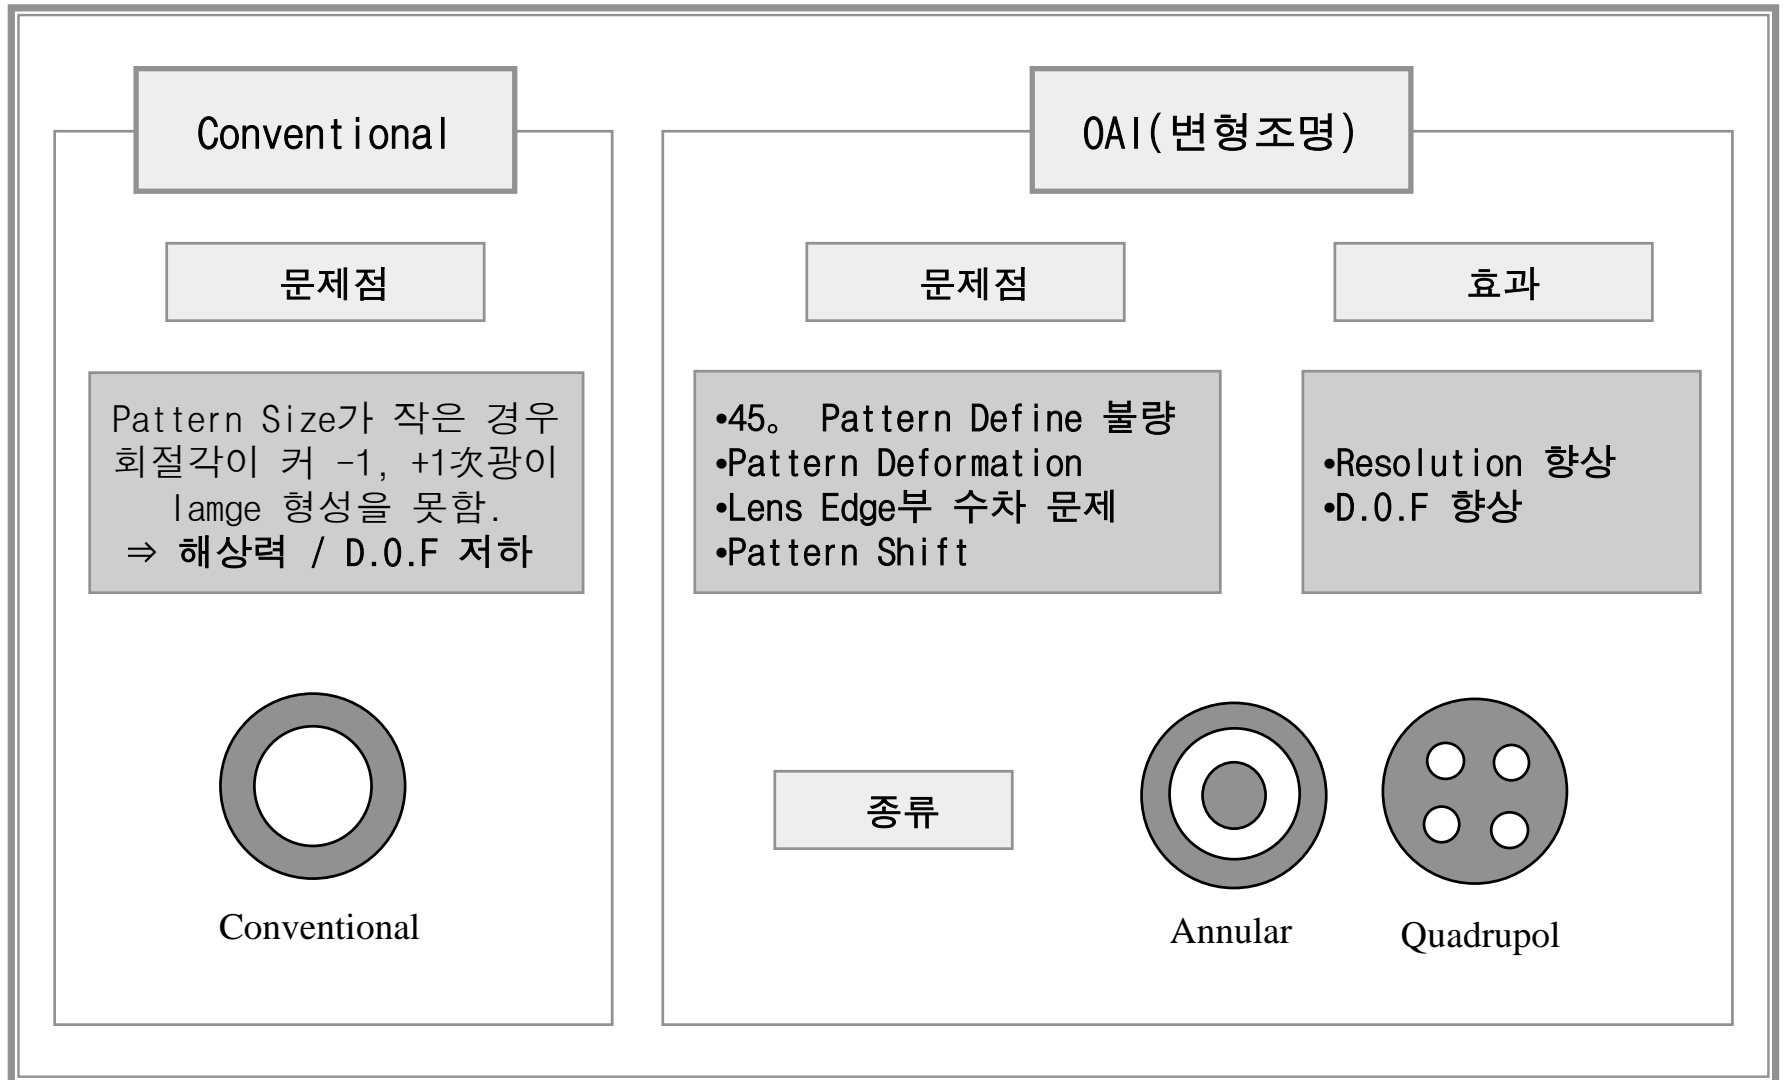 Conventional
문제점
Pattern Size가 작은 경우
회절각이 커 -1, +1次광이
lamge 형성을 못함.
⇒ 해상력 / D.O.F 저하
Conventional
OAI(변형조명)
문제점
•45。 Pattern Define 불량
•Pattern Deformation
•Lens Edge부 수차 문제
•Pattern Shift
효과
•Resolution 향상
•D.O.F 향상
종류
Annular
Quadrupol